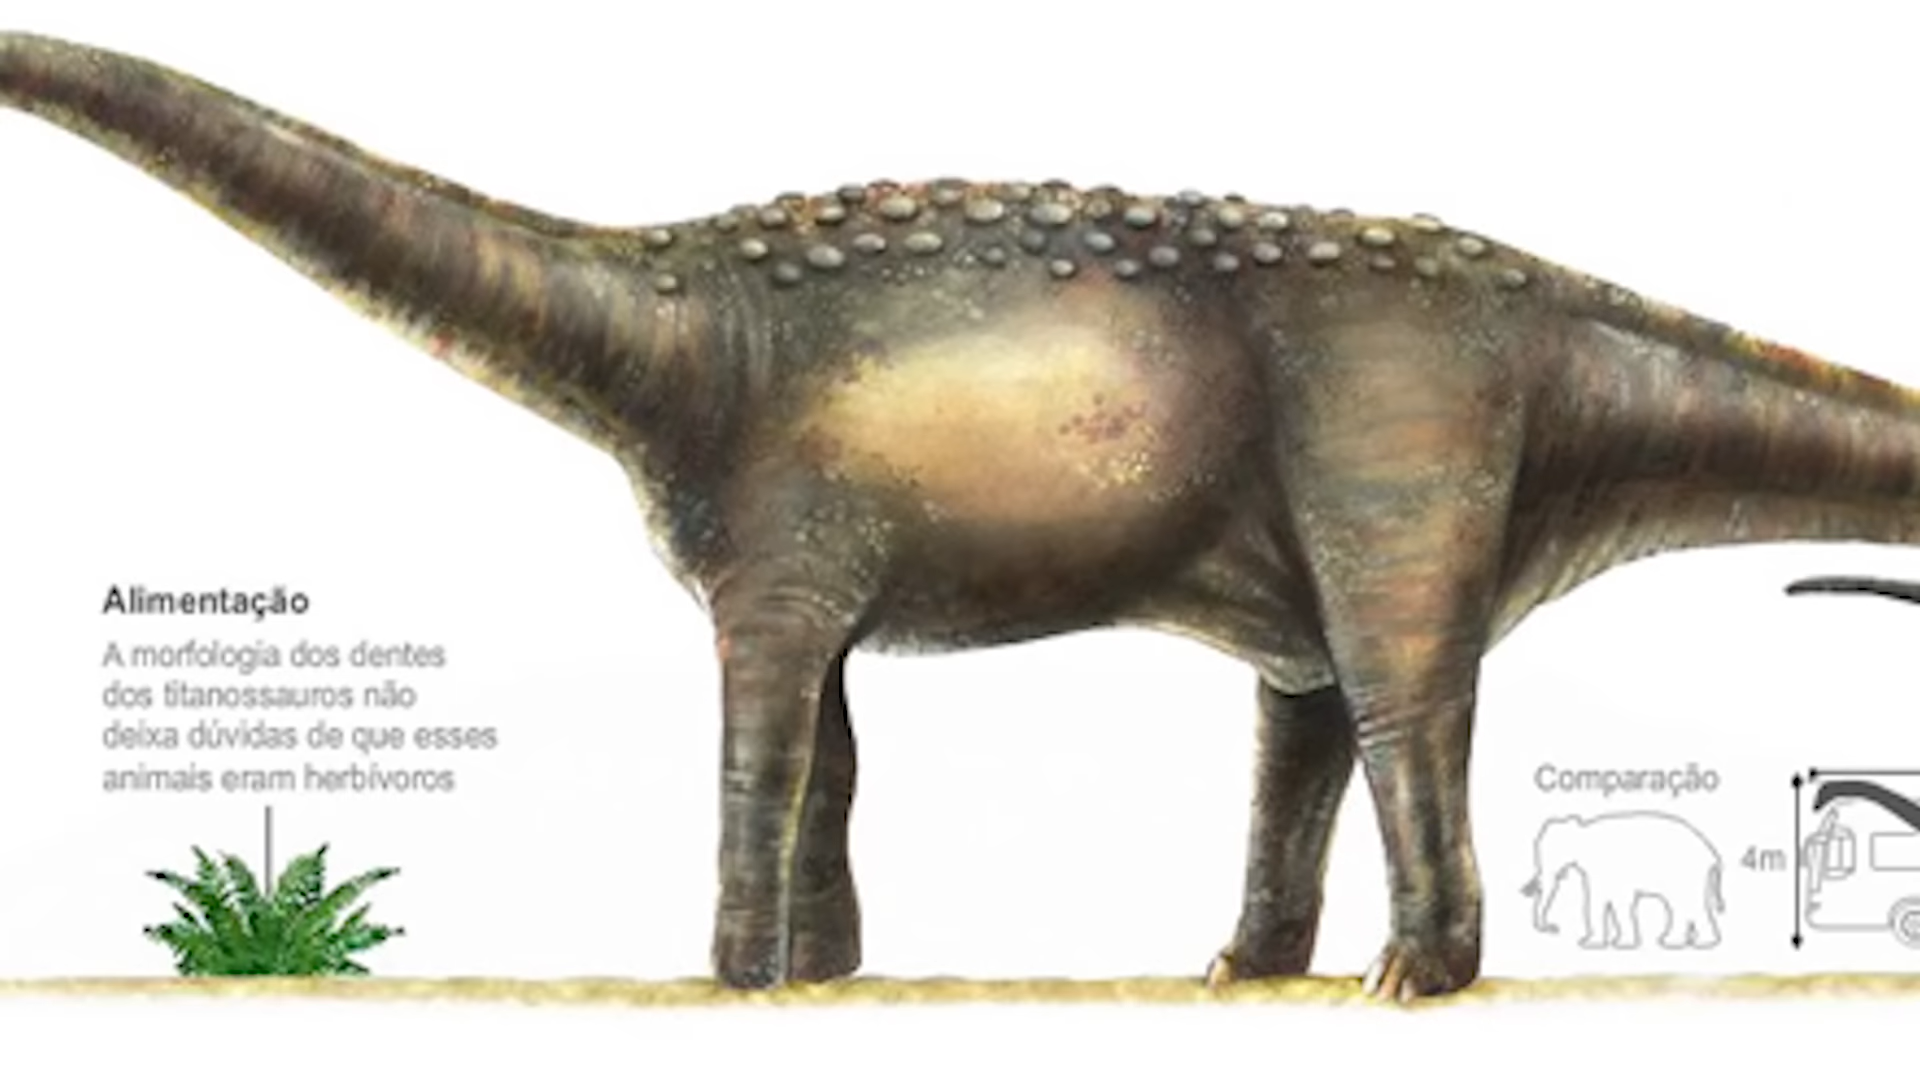 Alimentação
A morfologia dos dentes
dos titanossauros não
deixa dúvidas de que esses
animais eram herbívoros
Comparação
4m